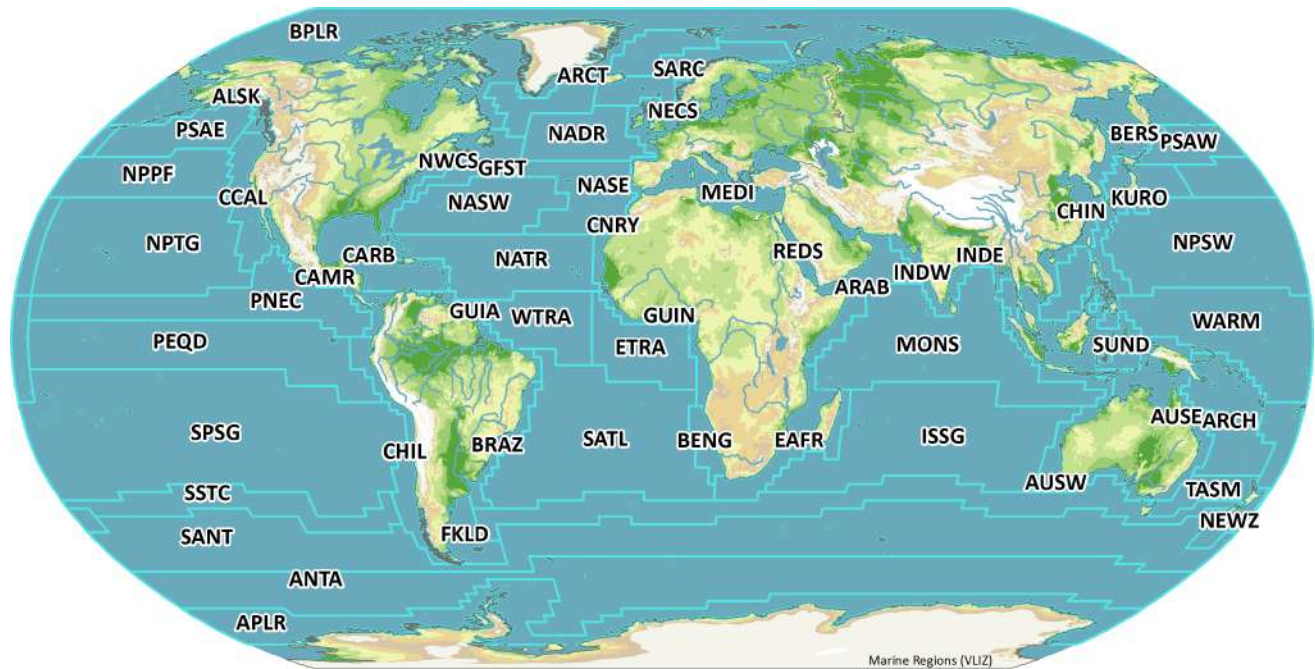 BPLR
ARCT
SARC
ALSK
NECS
PSAE
NADR
BERS
PSAW
NWCS
GFST
NPPF
NASE
MEDI
CCAL
NASW
CHIN
KURO
CNRY
NPTG
CARB
NATR
REDS
INDE
NPSW
CAMR
INDW
ARAB
PNEC
GUIA
WTRA
GUIN
WARM
PEQD
ETRA
MONS
SUND
SPSG
CHIL
BRAZ
SATL
BENG
EAFR
ISSG
AUSE
ARCH
SSTC
AUSW
TASM
SANT
FKLD
NEWZ
ANTA
APLR
Marine Regions (VLIZ)